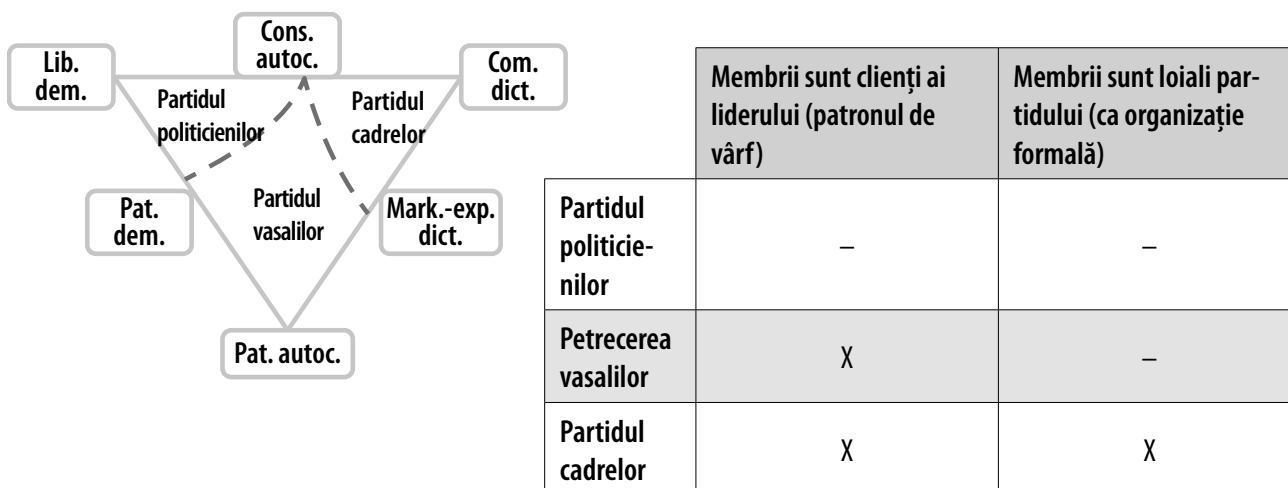 Lib.
dem.
Cons.
autoc.
Com.
dict.
Partidul
politicienilor
Partidul
cadrelor
Pat.
dem.
Partidul
vasalilor
Mark.-exp.
dict.
Pat. autoc.
Membrii sunt clienți ai
liderului (patronul de
vârf)
Membrii sunt loiali par-
tidului (ca organizație
formală)
Partidul
politicie-
nilor
–
–
Petrecerea
vasalilor
X
–
Partidul
cadrelor
X
X